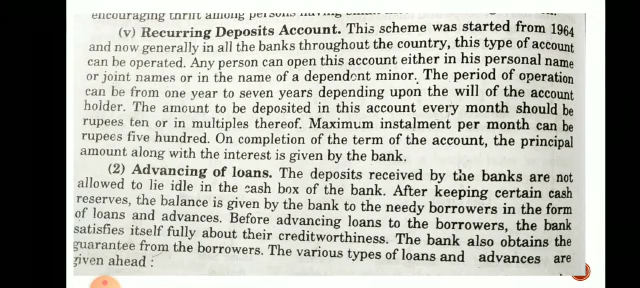 encouraging thrift among persons having small
(v) Recurring Deposits Account. This scheme was started from 1964
and now generally in all the banks throughout the country, this type of account
can be operated. Any person can open this account either in his personal name
or joint names or in the name of a dependent minor. The period of operation
can be from one year to seven years depending upon the will of the account
holder. The amount to be deposited in this account every month should be
rupees ten or in multiples thereof. Maximum instalment per month can be
rupees five hundred. On completion of the term of the account, the principal
amount along with the interest is given by the bank.
(2) Advancing of loans. The deposits received by the banks are not
allowed to lie idle in the cash box of the bank. After keeping certain cash
reserves, the balance is given by the bank to the needy borrowers in the form
of loans and advances. Before advancing loans to the borrowers, the bank
satisfies itself fully about their creditworthiness. The bank also obtains the
guarantee from the borrowers. The various types of loans and advances are
given ahead :